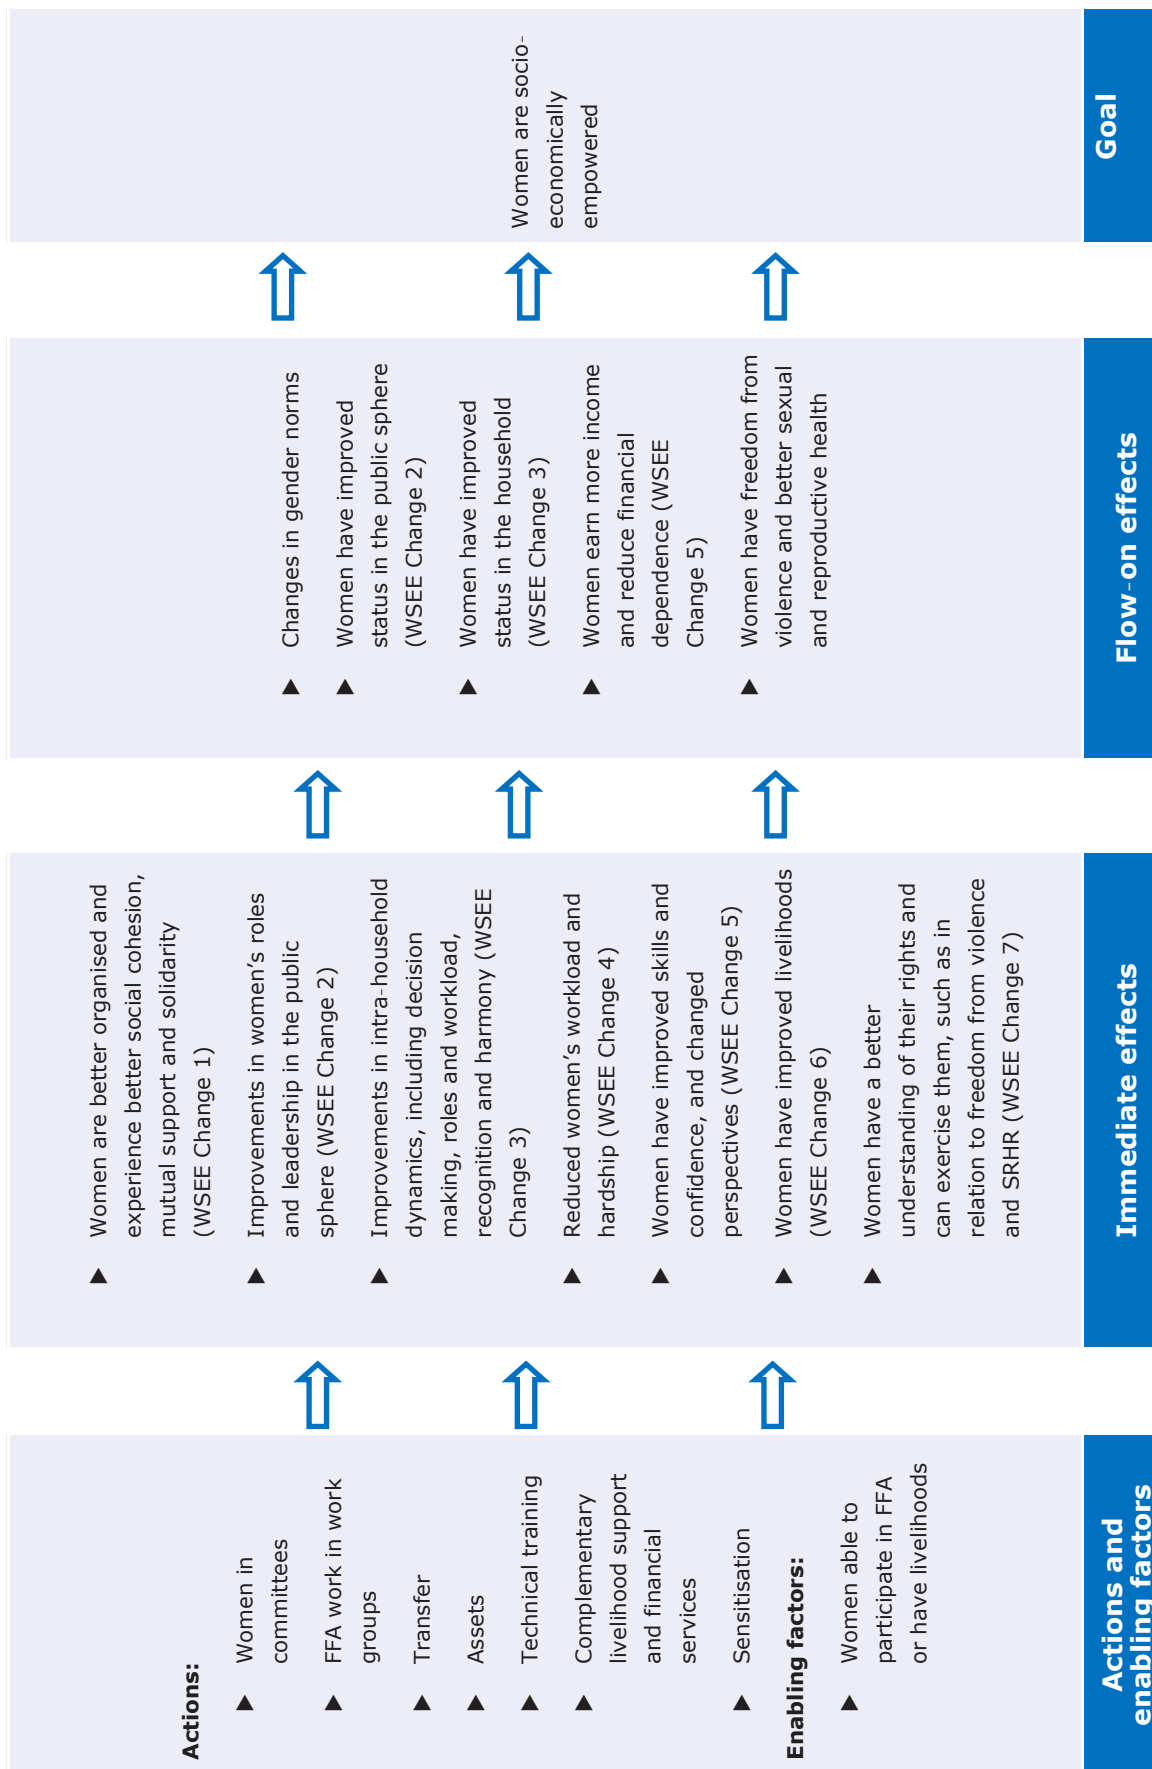 Actions and
enabling factors
Actions:
Women in
committees
FFA work in work
groups
Transfer
Assets
Technical training
Complementary
livelihood support
and financial
services
Sensitisation
Enabling factors:
Women able to
participate in FFA
or have livelihoods
Immediate effects
Women are better organised and
experience better social cohesion,
mutual support and solidarity
(WSEE Change 1)
Improvements in women’s roles
and leadership in the public
sphere (WSEE Change 2)
Improvements in intra-household
dynamics, including decision
making, roles and workload,
recognition and harmony (WSEE
Change 3)
Reduced women’s workload and
hardship (WSEE Change 4)
Women have improved skills and
confidence, and changed
perspectives (WSEE Change 5)
Women have improved livelihoods
(WSEE Change 6)
Women have a better
understanding of their rights and
can exercise them, such as in
relation to freedom from violence
and SRHR (WSEE Change 7)
Flow-on effects
Changes in gender norms
Women have improved
status in the public sphere
(WSEE Change 2)
Women have improved
status in the household
(WSEE Change 3)
Women earn more income
and reduce financial
dependence (WSEE
Change 5)
Women have freedom from
violence and better sexual
and reproductive health
Goal
Women are socio-
economically
empowered